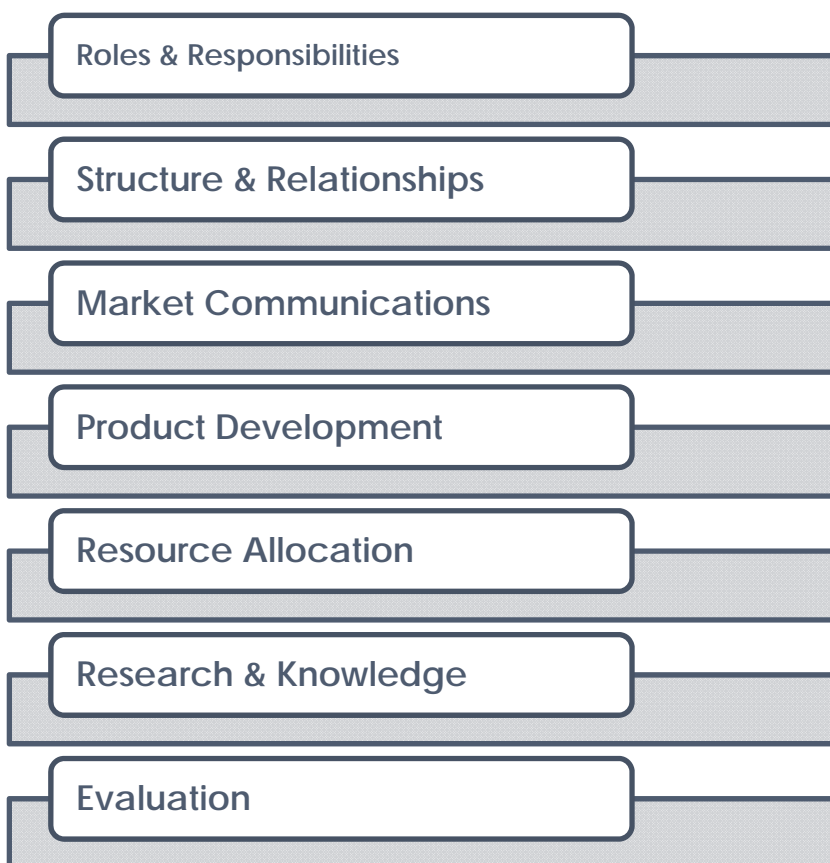 Roles & Responsibilities
Structure & Relationships
Market Communications
Product Development
Resource Allocation
Research & Knowledge
Evaluation